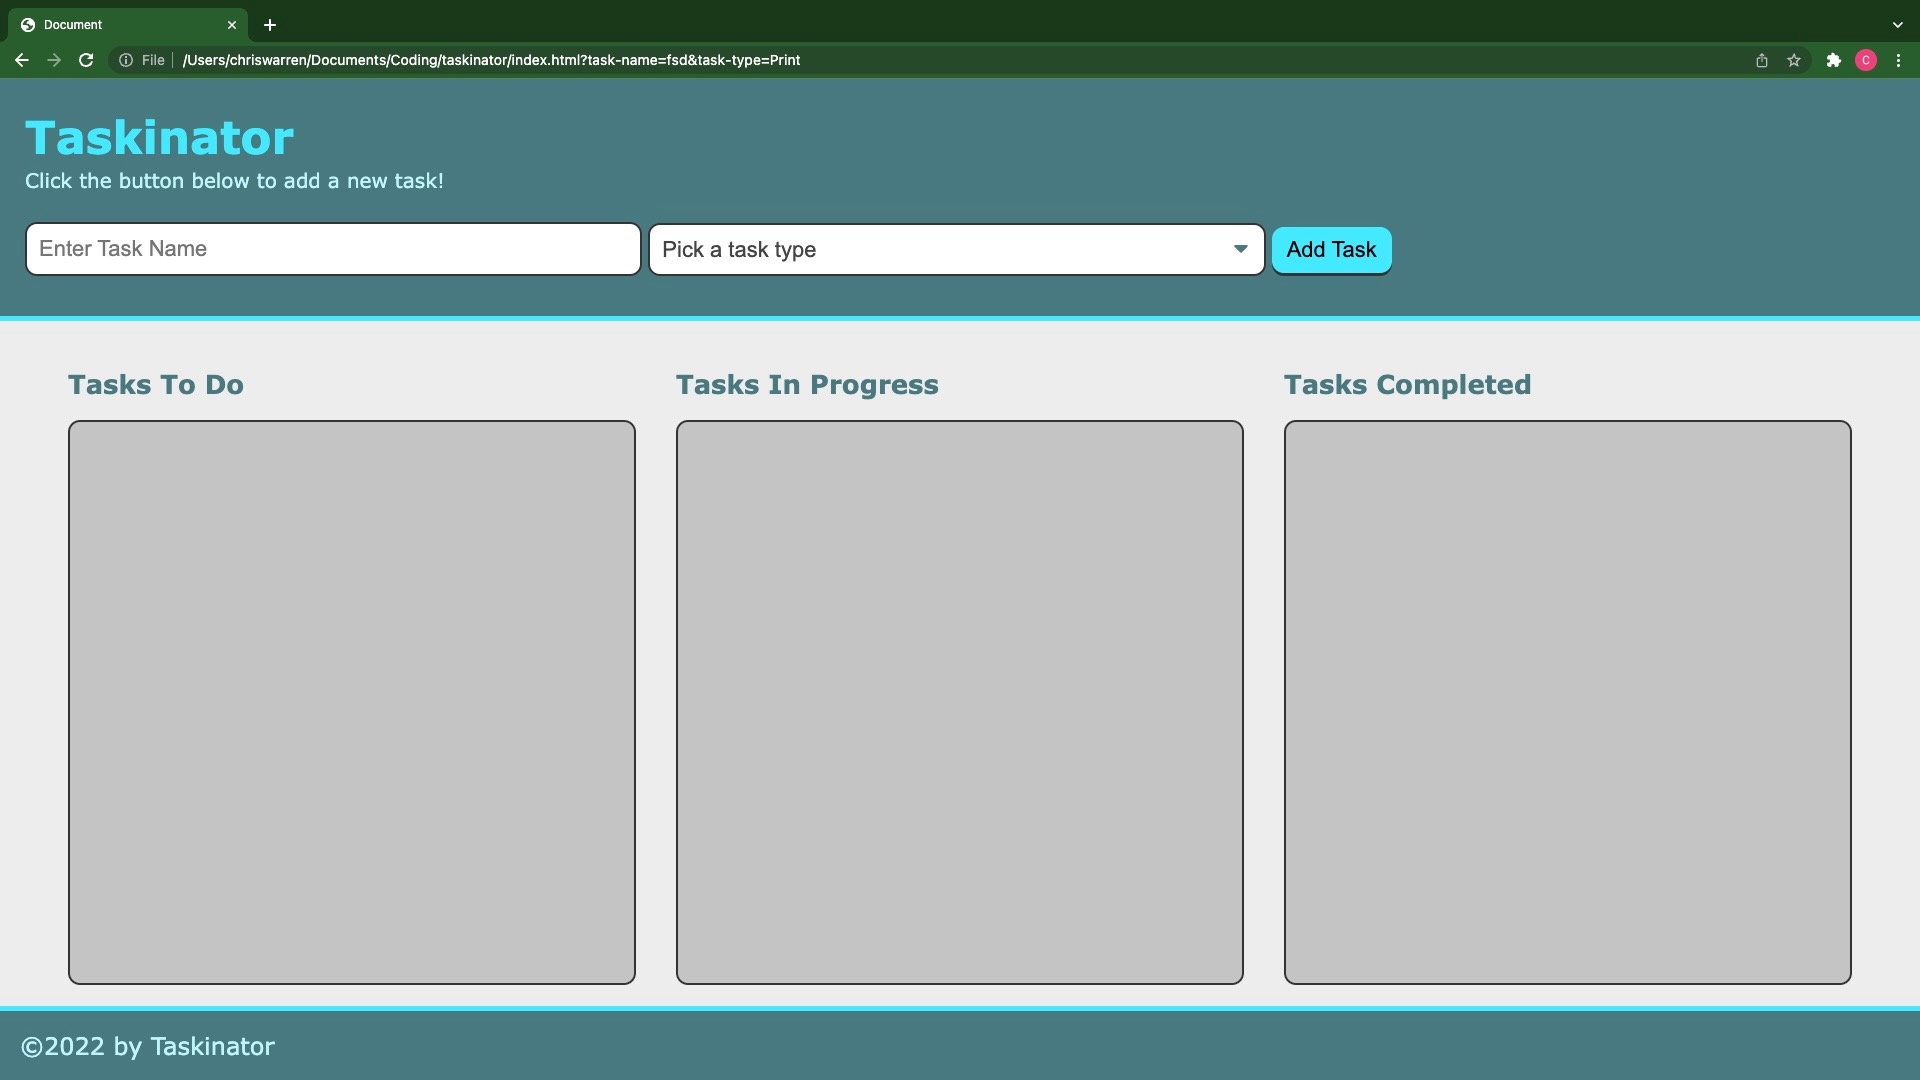 Document
File
/Users/chriswarren/Documents/Coding/taskinator/index.html?task-name=fsd&task-type=Print
C
Taskinator
Click the button below to add a new task!
Enter Task Name
Pick a task type
Add Task
Tasks To Do
Tasks In Progress
Tasks Completed
©2022 by Taskinator